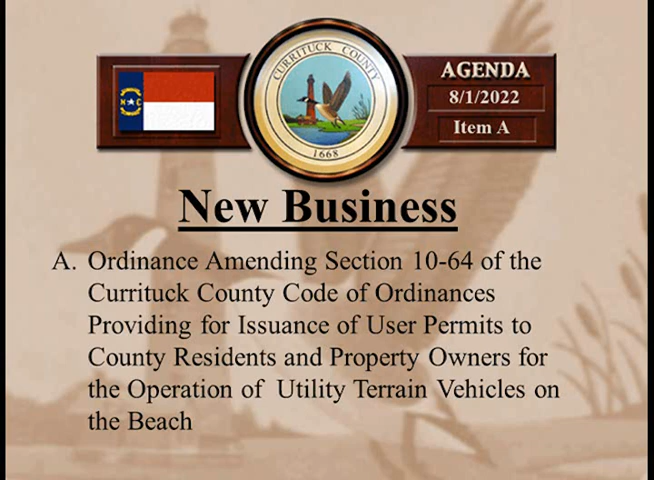 CURRITUCK COUNTY
1668
N C
AGENDA
8/1/2022
Item A
New Business
A. Ordinance Amending Section 10-64 of the
Currituck County Code of Ordinances
Providing for Issuance of User Permits to
County Residents and Property Owners for
the Operation of Utility Terrain Vehicles on
the Beach